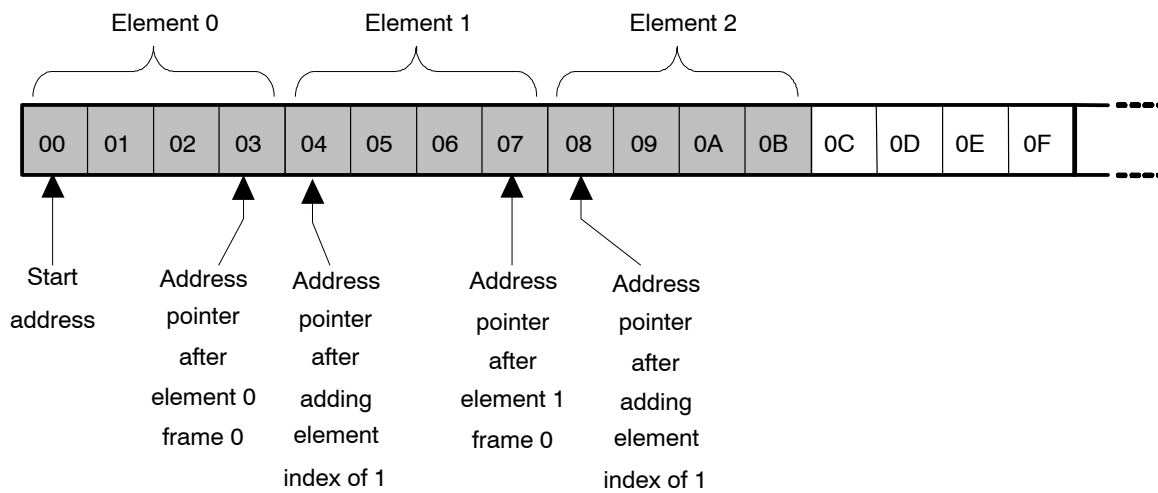 Element 0
Element 1
Element 2
00 01 02 03 04 05 06 07 08 09 0A 0B 0C 0D 0E 0F
Start
address
Address
pointer
after
element 0
frame 0
Address
pointer
after
adding
element
index of 1
Address
pointer
after
element 1
frame 0
Address
pointer
after
adding
element
index of 1